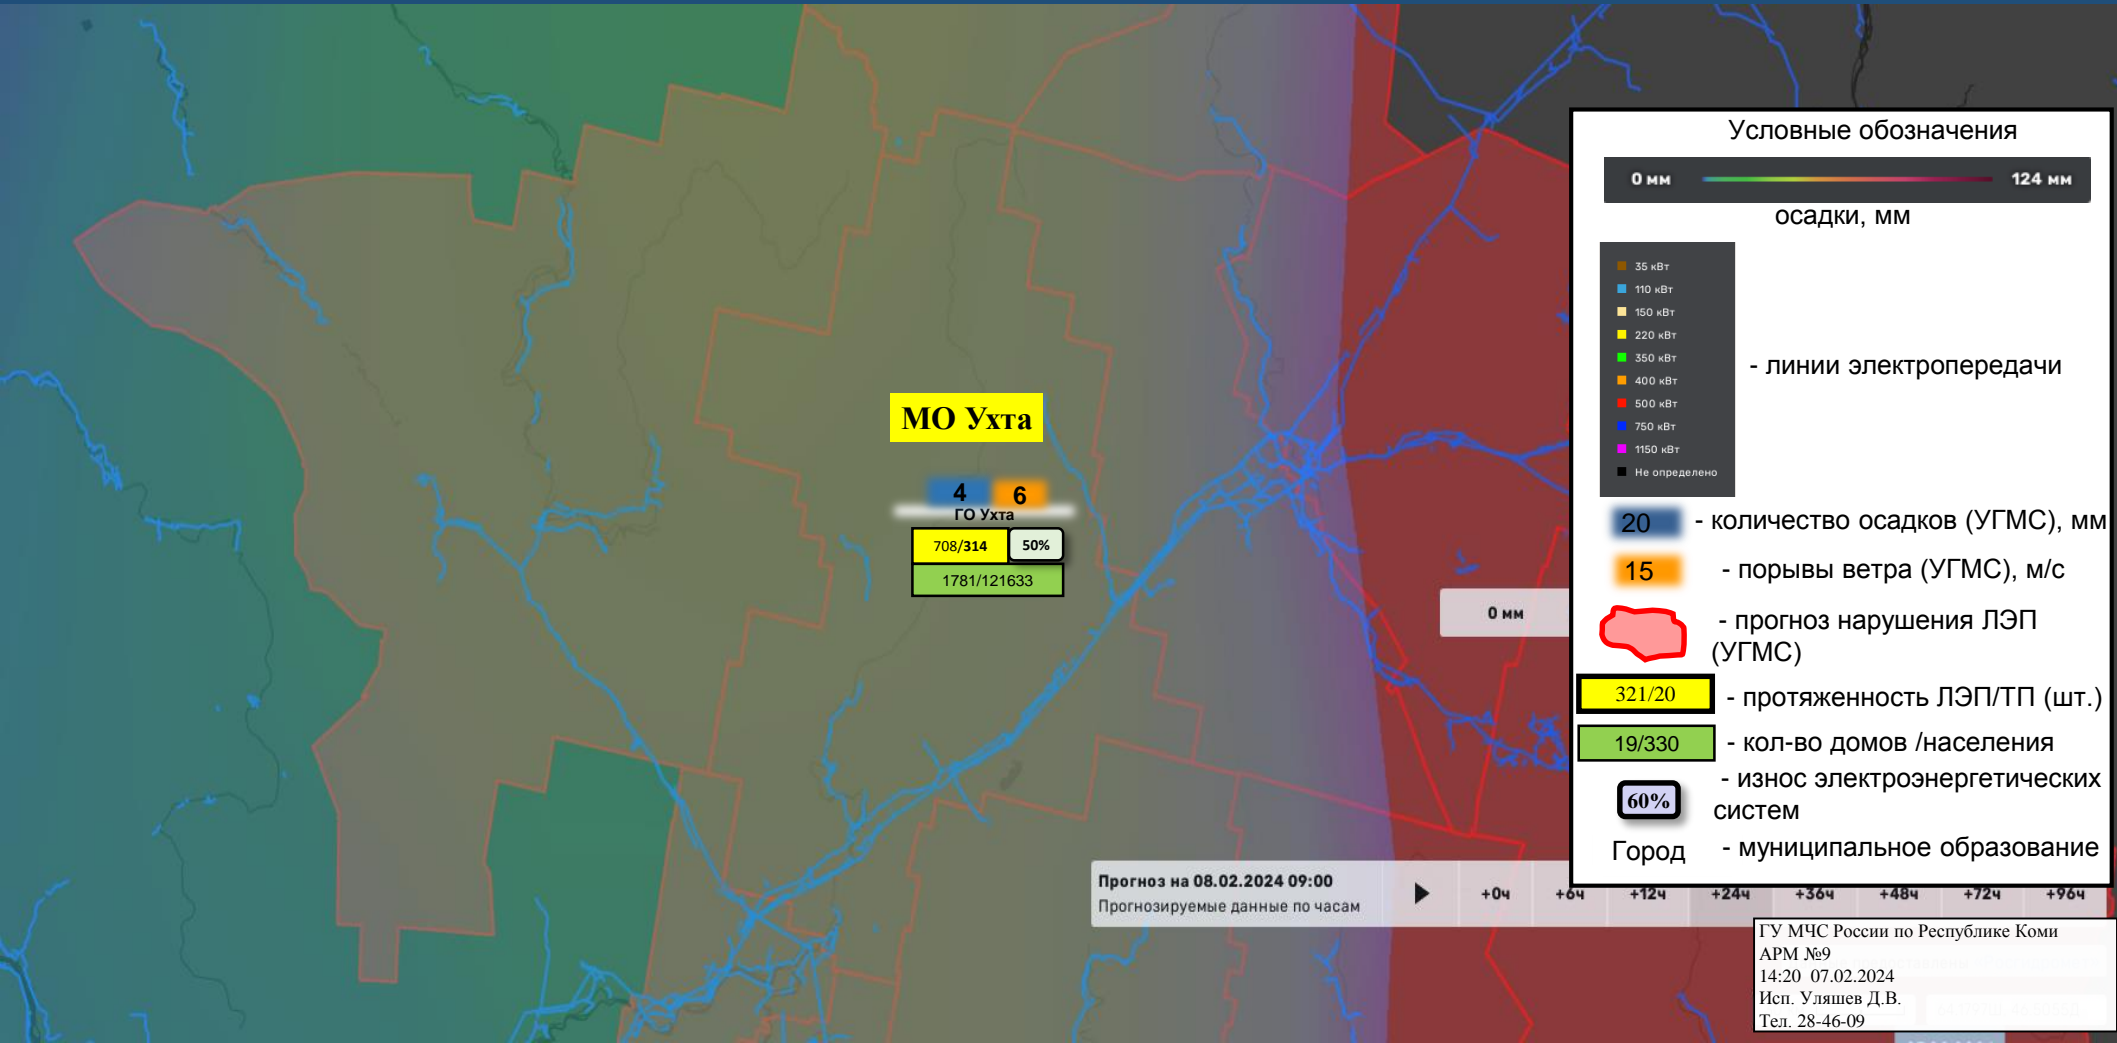 МО Ухта
4 6
ГО Ухта
708/314 50%
1781/121633
Условные обозначения
0 мм 124 мм
осадки, мм
35 кВт
110 кВт
150 кВт
220 кВт
350 кВт
400 кВт
500 кВт
750 кВт
1150 кВт
Не определено
- линии электропередачи
20 - количество осадков (УГМС), мм
15 - порывы ветра (УГМС), м/с
- прогноз нарушения ЛЭП
(УГМС)
321/20 - протяженность ЛЭП/ТП (шт.)
19/330 - кол-во домов /населения
60% - износ электроэнергетических
систем
Город - муниципальное образование
0 мм
Прогноз на 08.02.2024 09:00
Прогнозируемые данные по часам
+0ч +6ч +12ч +24ч +36ч +48ч +72ч +96ч
ГУ МЧС России по Республике Коми
АРМ №9
14:20 07.02.2024
Исп. Уляшев Д.В.
Тел. 28-46-09